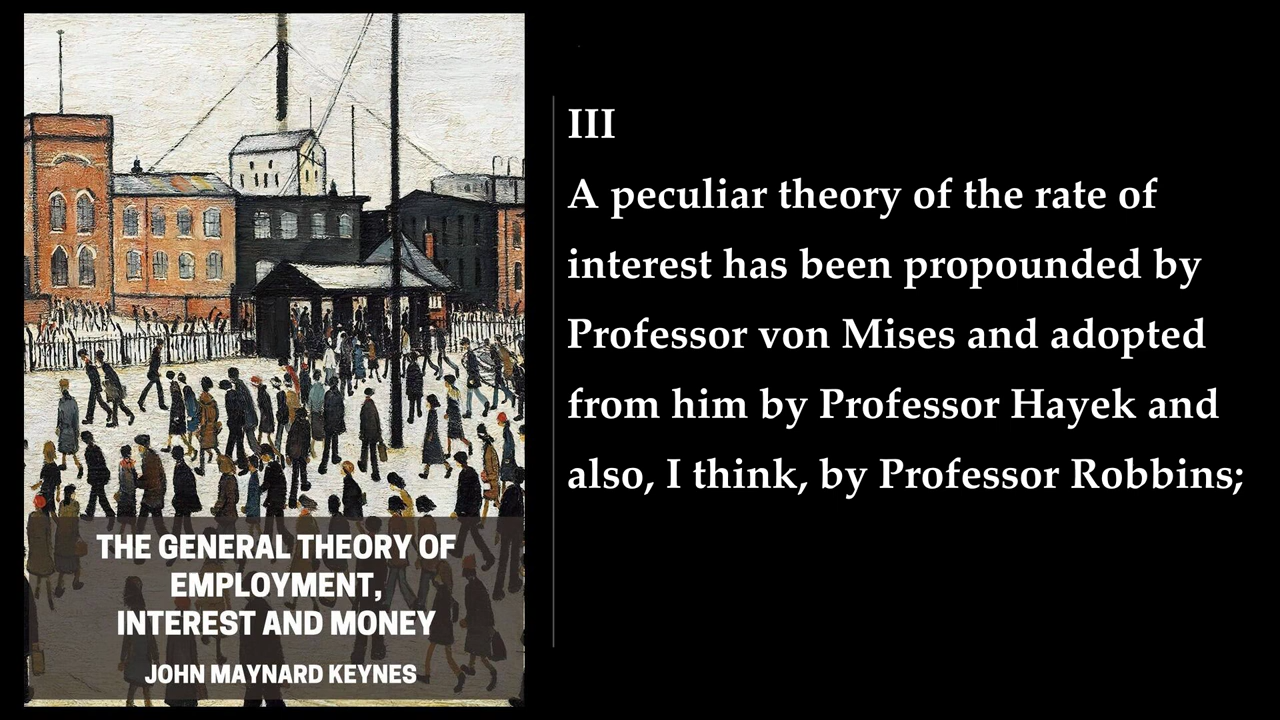 THE GENERAL THEORY OF
EMPLOYMENT,
INTEREST AND MONEY
JOHN MAYNARD KEYNES
III
A peculiar theory of the rate of
interest has been propounded by
Professor von Mises and adopted
from him by Professor Hayek and
also, I think, by Professor Robbins;